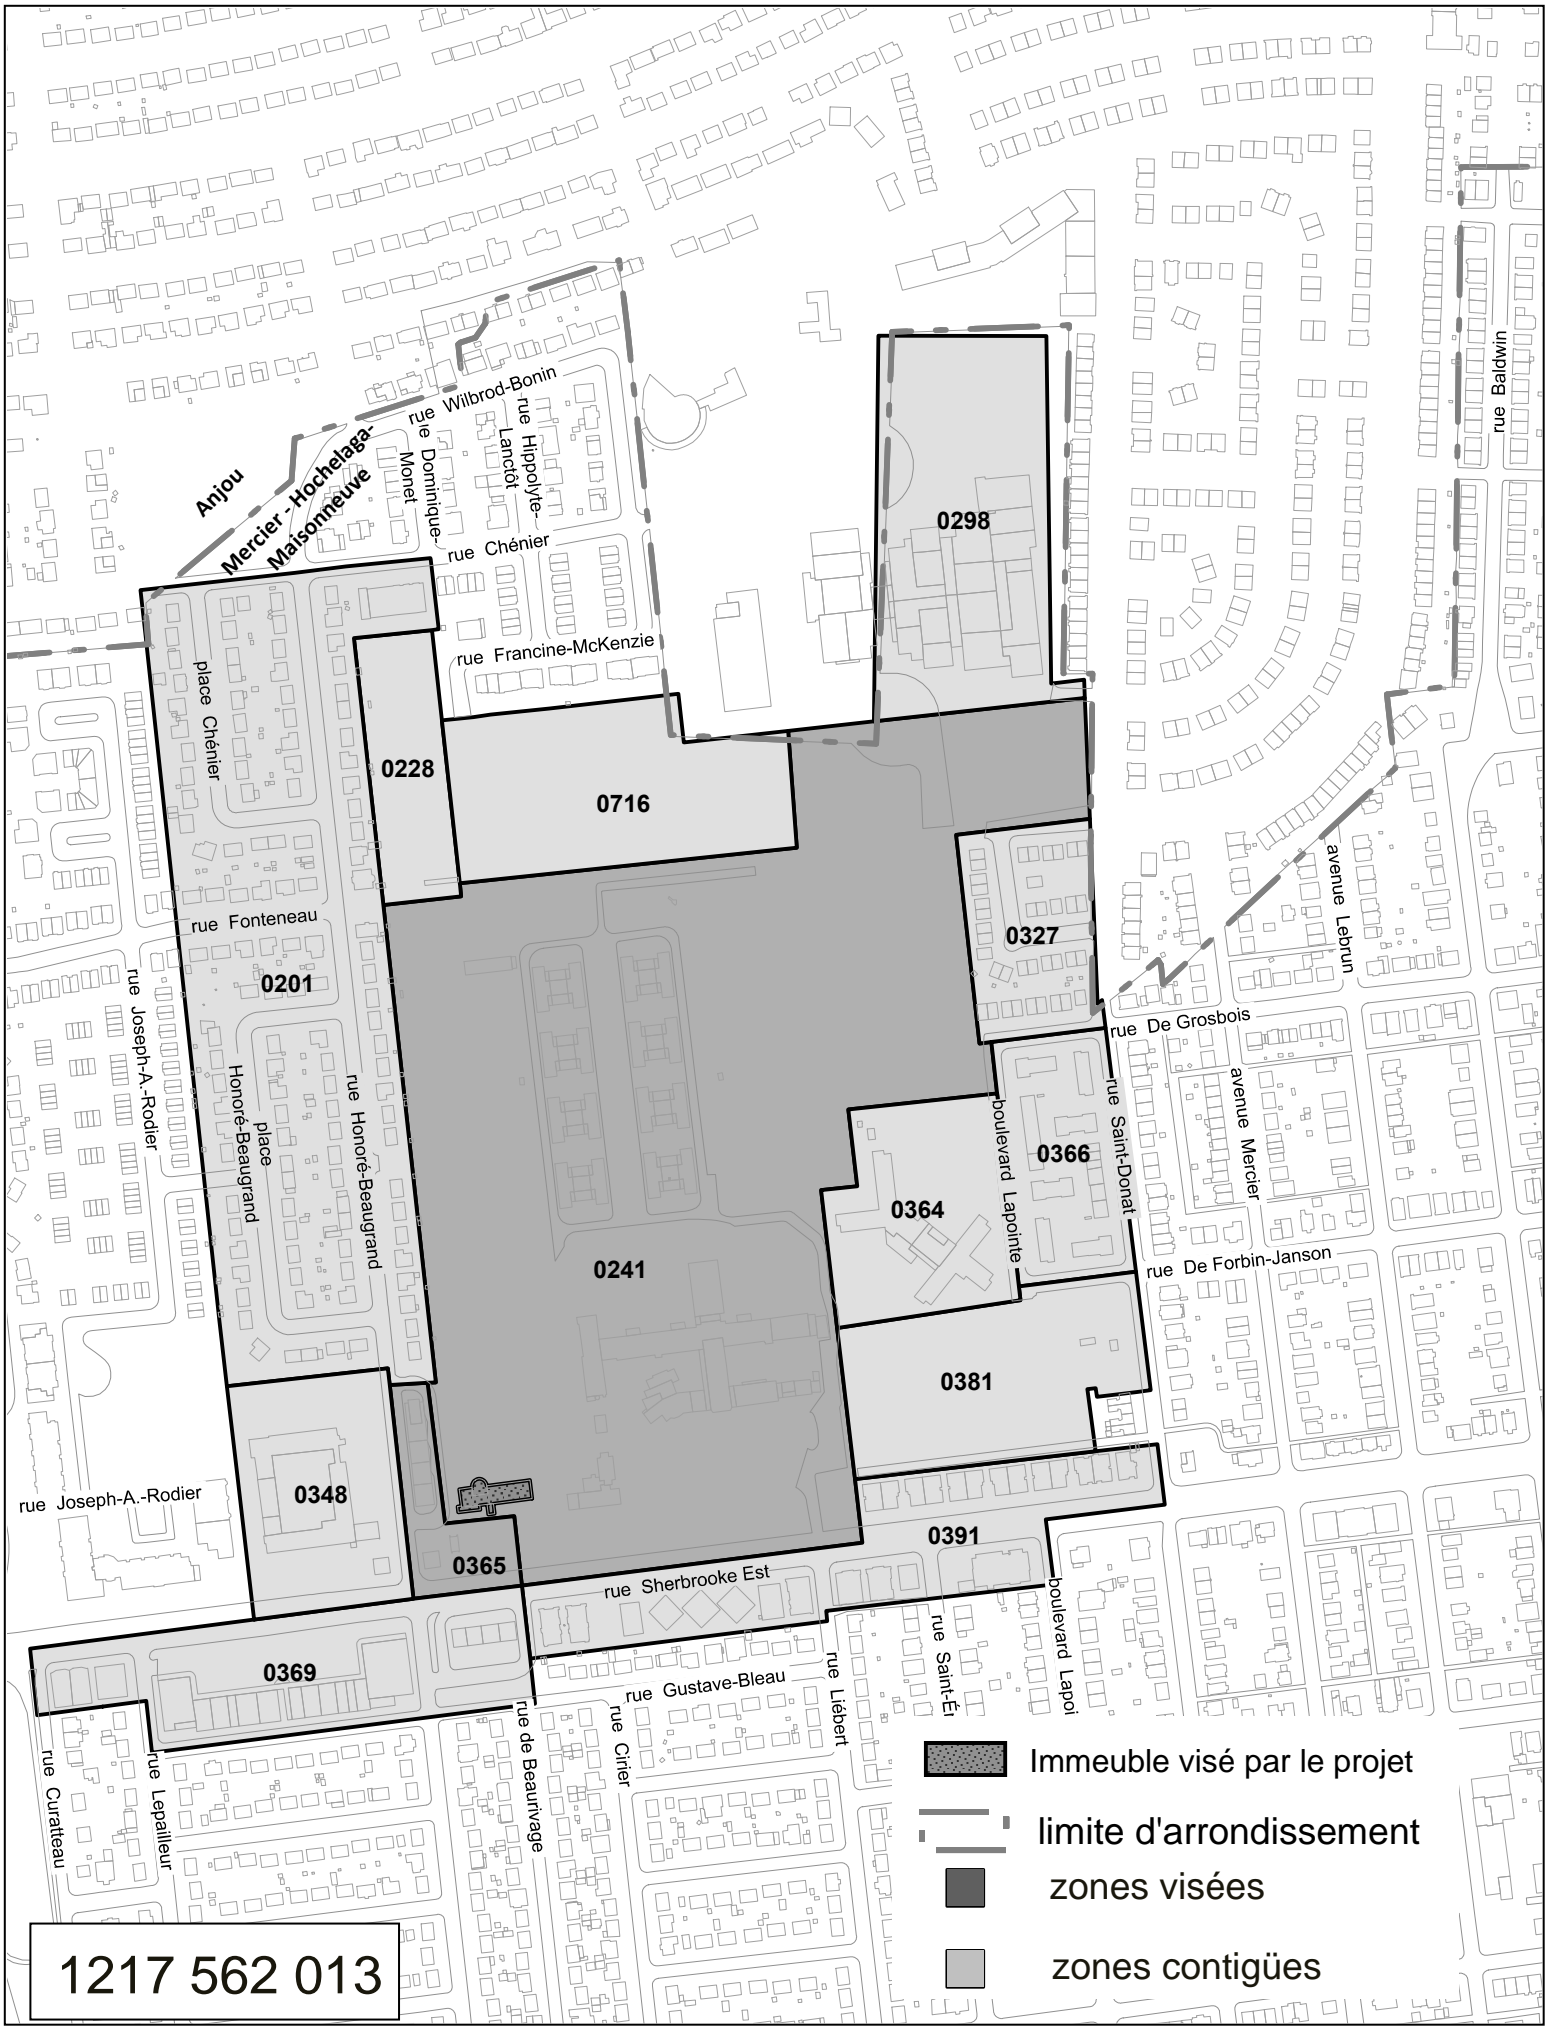 rue Baldwin
rue Wilbrod-Bonin
rue Dominique-
Monet
rue Hippolyte-
Lanctôt
Anjou
Mercier - Hochelaga-
Maisonneuve
rue Chénier
0298
rue Francine-McKenzie
place Chénier
0228
0716
avenue Lebrun
rue Fonteneau
0327
0201
rue Joseph-A.-Rodier
rue De Grosbois
place
Honoré-Beaugrand
rue Honoré-Beaugrand
boulevard Lapointe
0366
rue Saint-Donat
avenue Mercier
0364
0241
rue De Forbin-Janson
0381
rue Joseph-A.-Rodier
0348
0391
0365
rue Sherbrooke Est
0369
rue Gustave-Bleau
rue Liébert
rue Saint-Ér
boulevard Lapoi
rue de Beaurivage
rue Cirier
rue Curatteau
rue Lepailleur
Immeuble visé par le projet
limite d'arrondissement
zones visées
zones contigües
1217 562 013